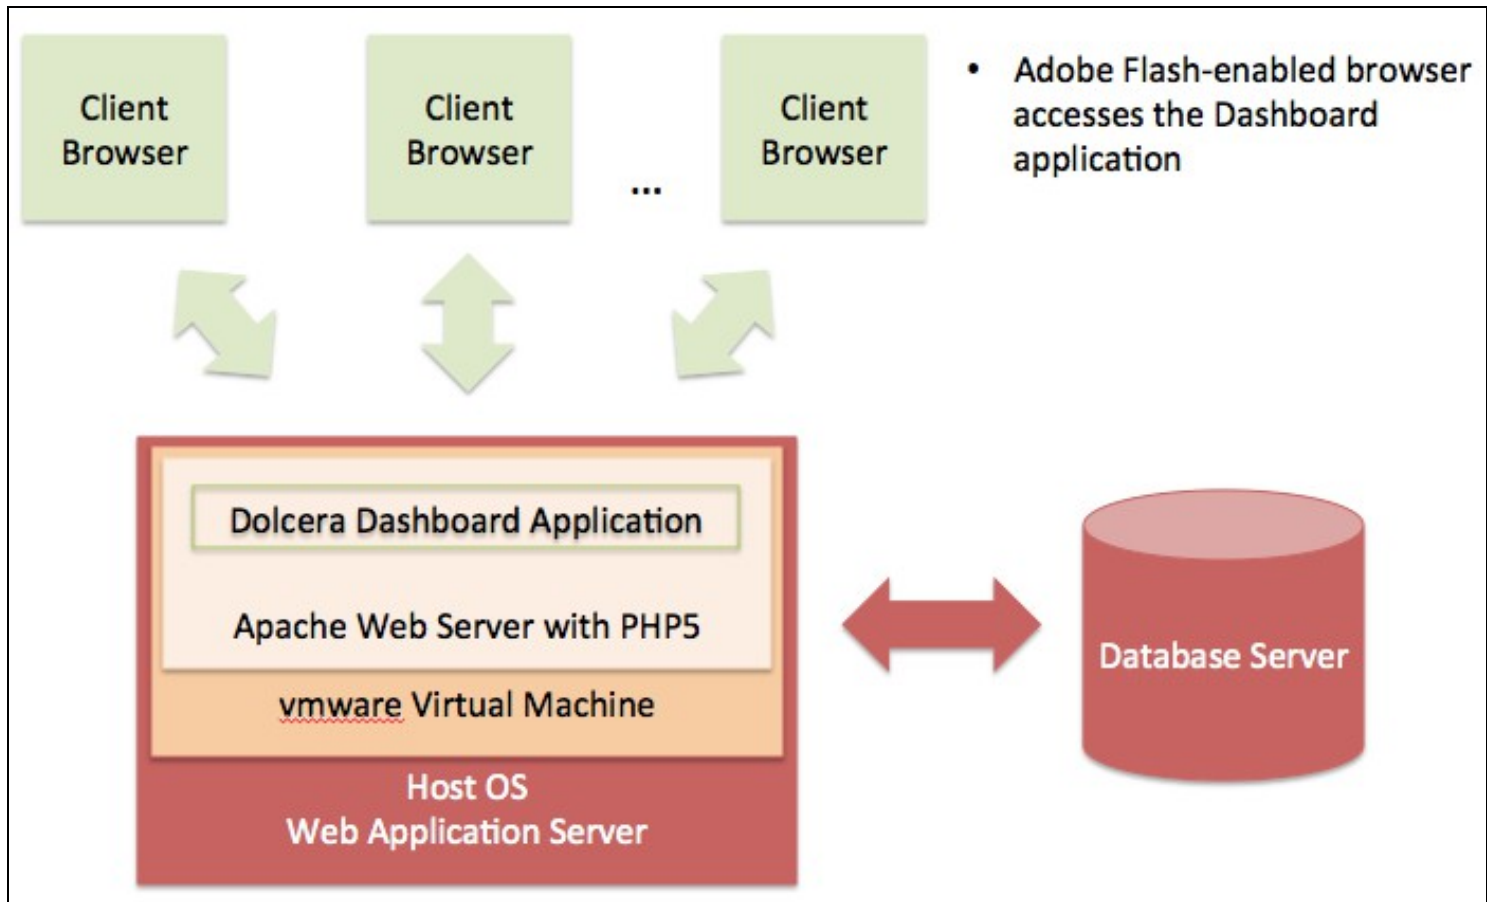 Client
Browser
Client
Browser
...
Client
Browser
• Adobe Flash-enabled browser
accesses the Dashboard
application
Dolcera Dashboard Application
Apache Web Server with PHP5
vmware Virtual Machine
Host OS
Web Application Server
Database Server